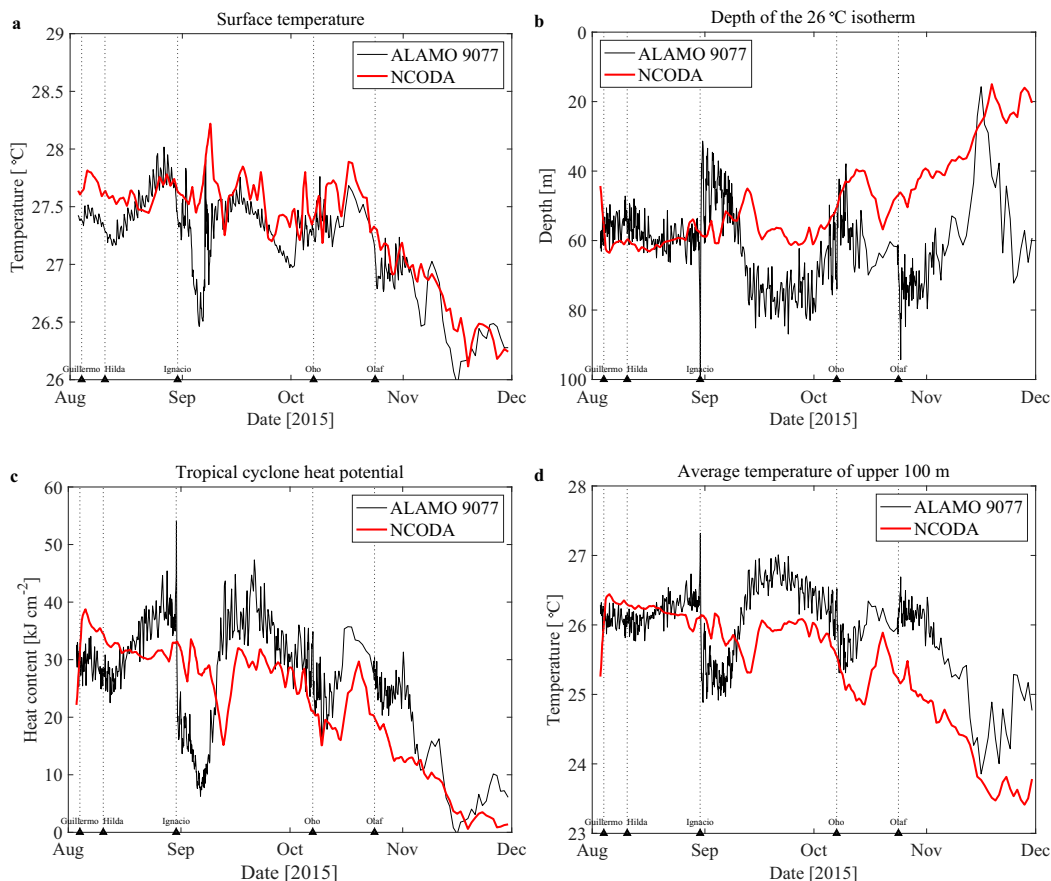 a
Surface temperature
29
28.5
28
27.5
27
26.5
26
Temperature [ °C]
ALAMO 9077
NCODA
Guillermo
Hilda
Ignacio
Oho
Olaf
Aug
Sep
Oct
Nov
Dec
Date [2015]
b
Depth of the 26 °C isotherm
0
20
40
60
80
100
Depth [m]
ALAMO 9077
NCODA
Guillermo
Hilda
Ignacio
Oho
Olaf
Aug
Sep
Oct
Nov
Dec
Date [2015]
c
Tropical cyclone heat potential
60
50
40
30
20
10
0
Heat content [kJ cm⁻²]
ALAMO 9077
NCODA
Guillermo
Hilda
Ignacio
Oho
Olaf
Aug
Sep
Oct
Nov
Dec
Date [2015]
d
Average temperature of upper 100 m
28
27
26
25
24
23
Temperature [ °C]
ALAMO 9077
NCODA
Guillermo
Hilda
Ignacio
Oho
Olaf
Aug
Sep
Oct
Nov
Dec
Date [2015]